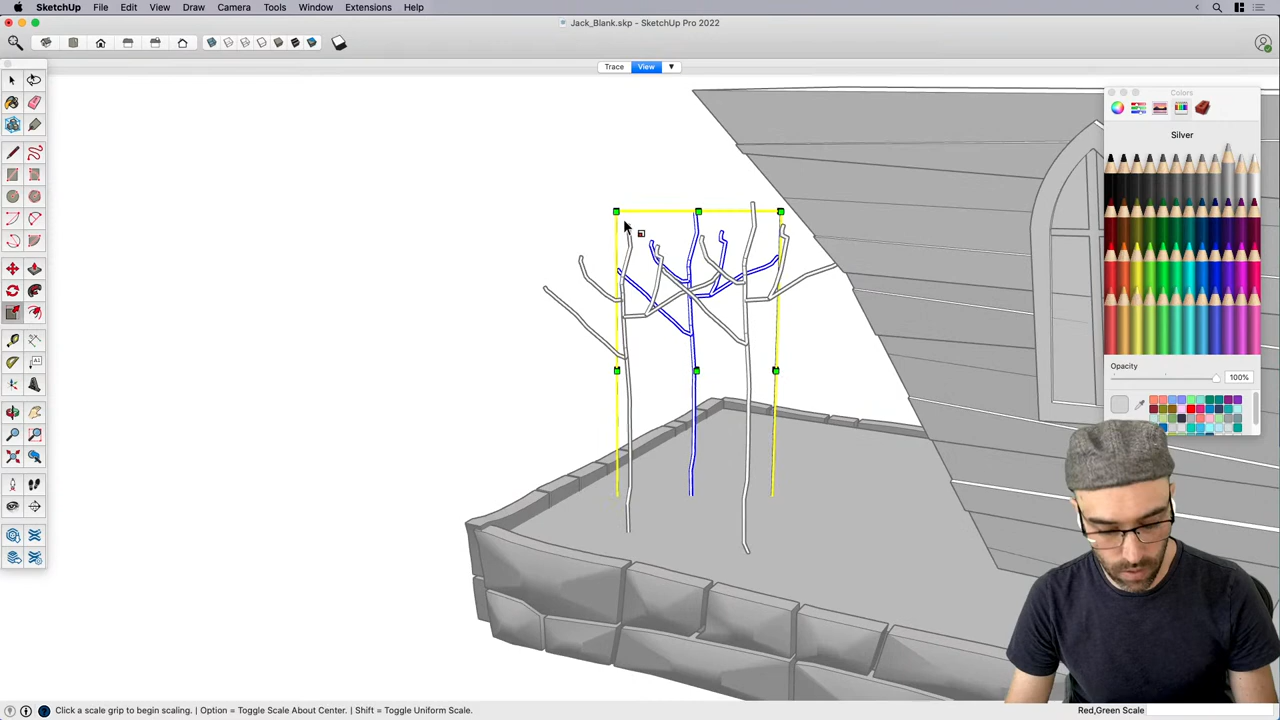 SketchUp File Edit View Draw Camera Tools Window Extensions Help
Jack_Blank.skp - SketchUp Pro 2022
Trace View ▼
Colors
Silver
Opacity
100%
Click a scale grip to begin scaling. | Option = Toggle Scale About Center. | Shift = Toggle Uniform Scale.
Red,Green Scale